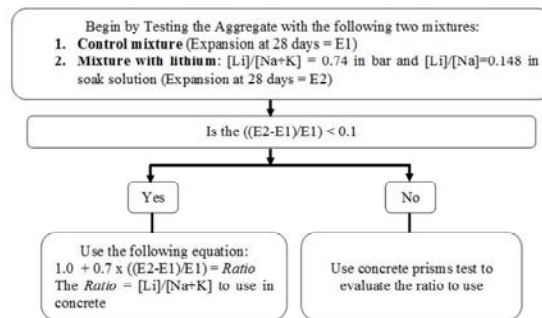 Begin by Testing the Aggregate with the following two mixtures:
1. Control mixture (Expansion at 28 days = E1)
2. Mixture with lithium: [Li]/[Na+K] = 0.74 in bar and [Li]/[Na]=0.148 in
soak solution (Expansion at 28 days = E2)
Is the ((E2-E1)/E1) < 0.1
Yes
No
Use the following equation:
1.0 + 0.7 x ((E2-E1)/E1) = Ratio
The Ratio = [Li]/[Na+K] to use in
concrete
Use concrete prisms test to
evaluate the ratio to use